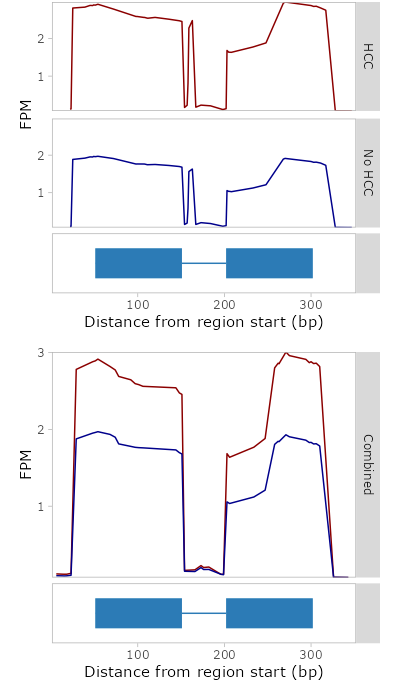 2
1
HCC
FPM
2
1
No HCC
100 200 300
Distance from region start (bp)
3
2
1
FPM
Combined
100 200 300
Distance from region start (bp)